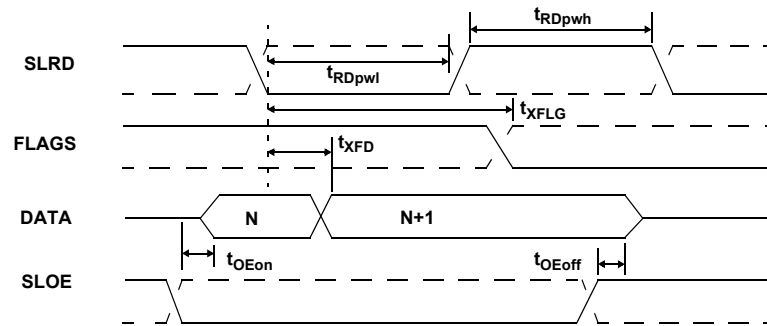 tRDpwh
SLRD
tRDpwl
tXFLG
FLAGS
tXFD
DATA
N
N+1
tOEon
tOEoff
SLOE